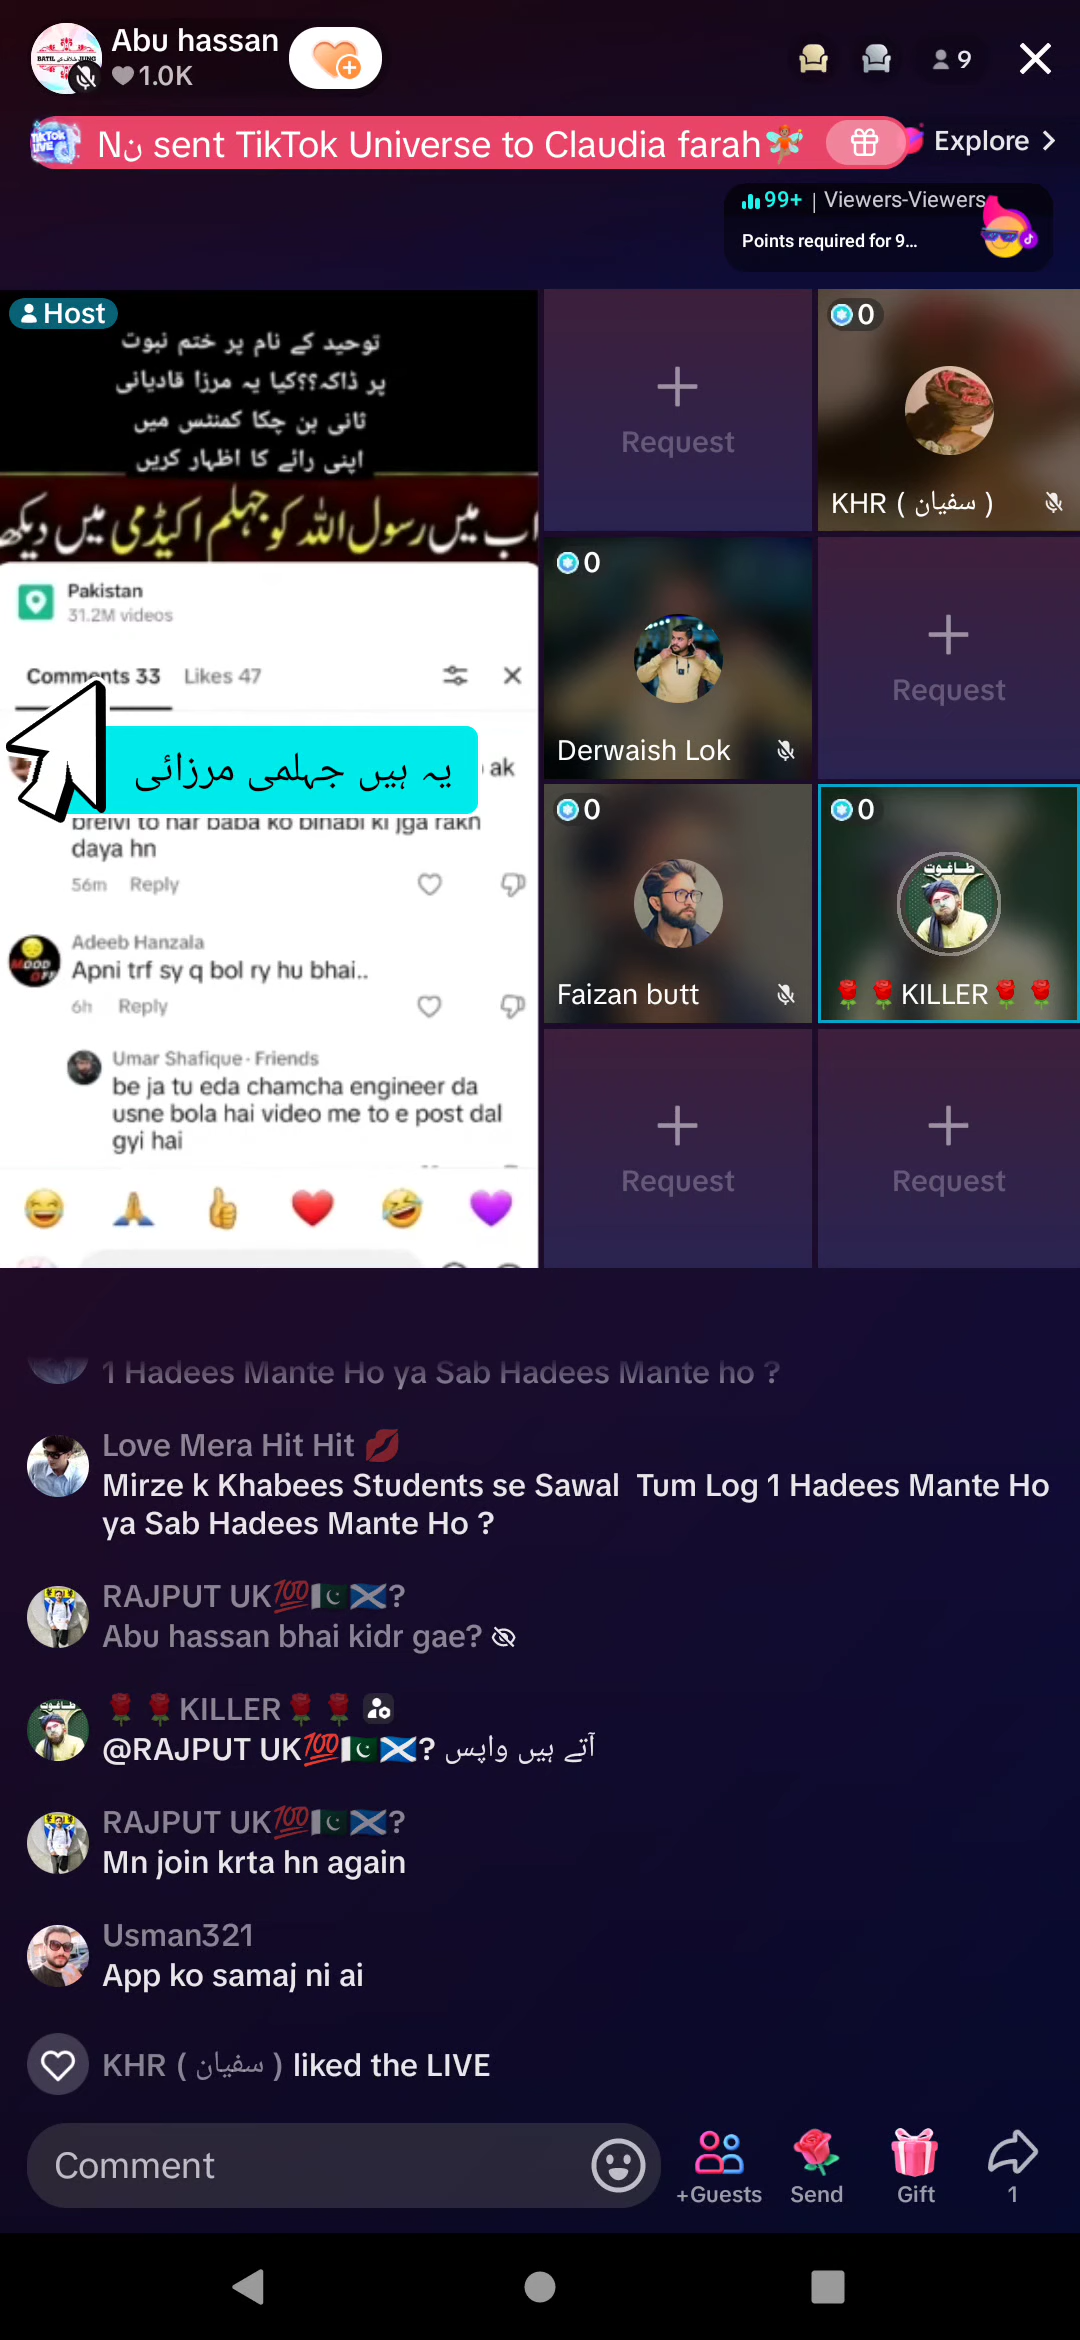 Abu hassan
1.0K
9
Nن sent TikTok Universe to Claudia farah
Explore
99+ | Viewers-Viewers
Points required for 9...
Host
توحید کے نام پر ختم نبوت
پر ڈاکہ؟؟کیا یہ مرزا قادیانی
ثانی بن چکا کمنٹس میں
اپنی رائے کا اظہار کریں
اب میں رسول اللہ کو جہلم اکیڈمی میں دیکھ
Pakistan
31.2M videos
Comments 33 Likes 47
یہ ہیں جہلمی مرزائی
ak
brelvi to har baba ko binabi ki jga rakh
daya hn
56m Reply
Adeeb Hanzala
Apni trf sy q bol ry hu bhai..
6h Reply
Umar Shafique · Friends
be ja tu eda chamcha engineer da
usne bola hai video me to e post dal
gyi hai
Request
0
KHR ( سفیان )
0
Derwaish Lok
Request
0
Faizan butt
0
طاغوت
🌹🌹KILLER🌹🌹
Request
Request
1 Hadees Mante Ho ya Sab Hadees Mante ho ?
Love Mera Hit Hit 💋
Mirze k Khabees Students se Sawal Tum Log 1 Hadees Mante Ho
ya Sab Hadees Mante Ho ?
RAJPUT UK💯🇵🇰🏴󠁧󠁢󠁳󠁣󠁴󠁿?
Abu hassan bhai kidr gae?
🌹🌹KILLER🌹🌹
@RAJPUT UK💯🇵🇰🏴󠁧󠁢󠁳󠁣󠁴󠁿? آتے ہیں واپس
RAJPUT UK💯🇵🇰🏴󠁧󠁢󠁳󠁣󠁴󠁿?
Mn join krta hn again
Usman321
App ko samaj ni ai
KHR ( سفیان ) liked the LIVE
Comment
+Guests
Send
Gift
1